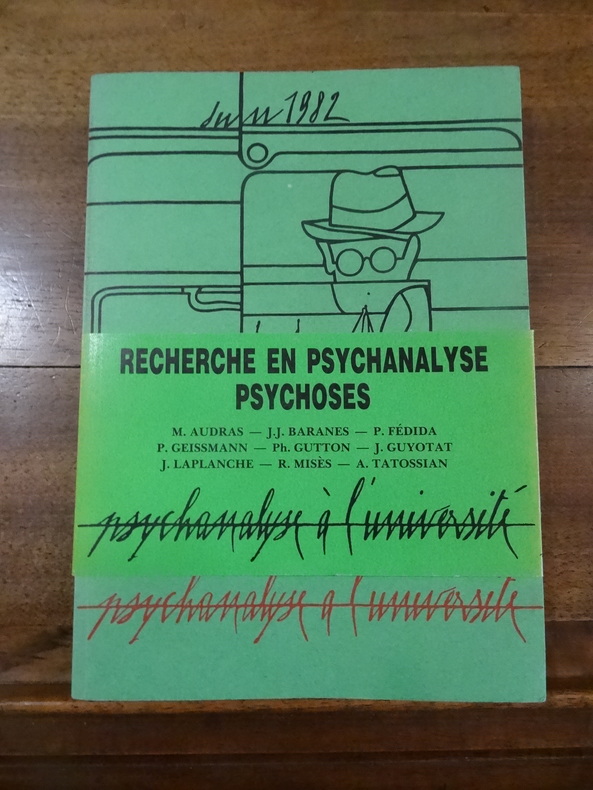 Juin 1982
RECHERCHE EN PSYCHANALYSE
PSYCHOSES
M. AUDRAS — J.J. BARANES — P. FÉDIDA
P. GEISSMANN — Ph. GUTTON — J. GUYOTAT
J. LAPLANCHE — R. MISÈS — A. TATOSSIAN
psychanalyse à l'université
psychanalyse a l'universite